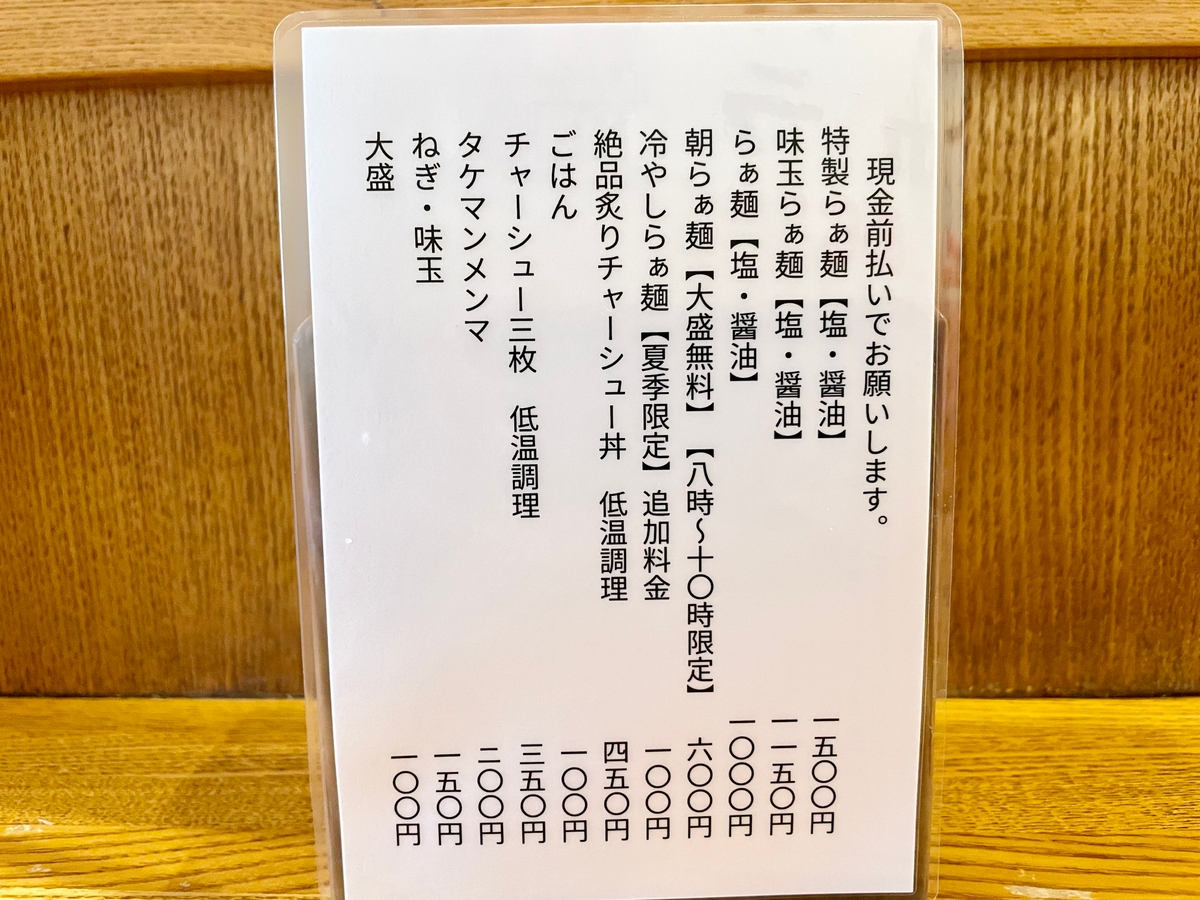 現金前払いでお願いします。
特製らぁ麺【塩・醤油】 一五〇〇円
味玉らぁ麺【塩・醤油】 一一五〇円
らぁ麺【塩・醤油】 一〇〇〇円
朝らぁ麺【大盛無料】【八時～十〇時限定】 六〇〇円
冷やしらぁ麺【夏季限定】追加料金 一〇〇円
絶品炙りチャーシュー丼 低温調理 四五〇円
ごはん 一〇〇円
チャーシュー三枚 低温調理 三五〇円
タケマンメンマ 二〇〇円
ねぎ・味玉 一五〇円
大盛 一〇〇円